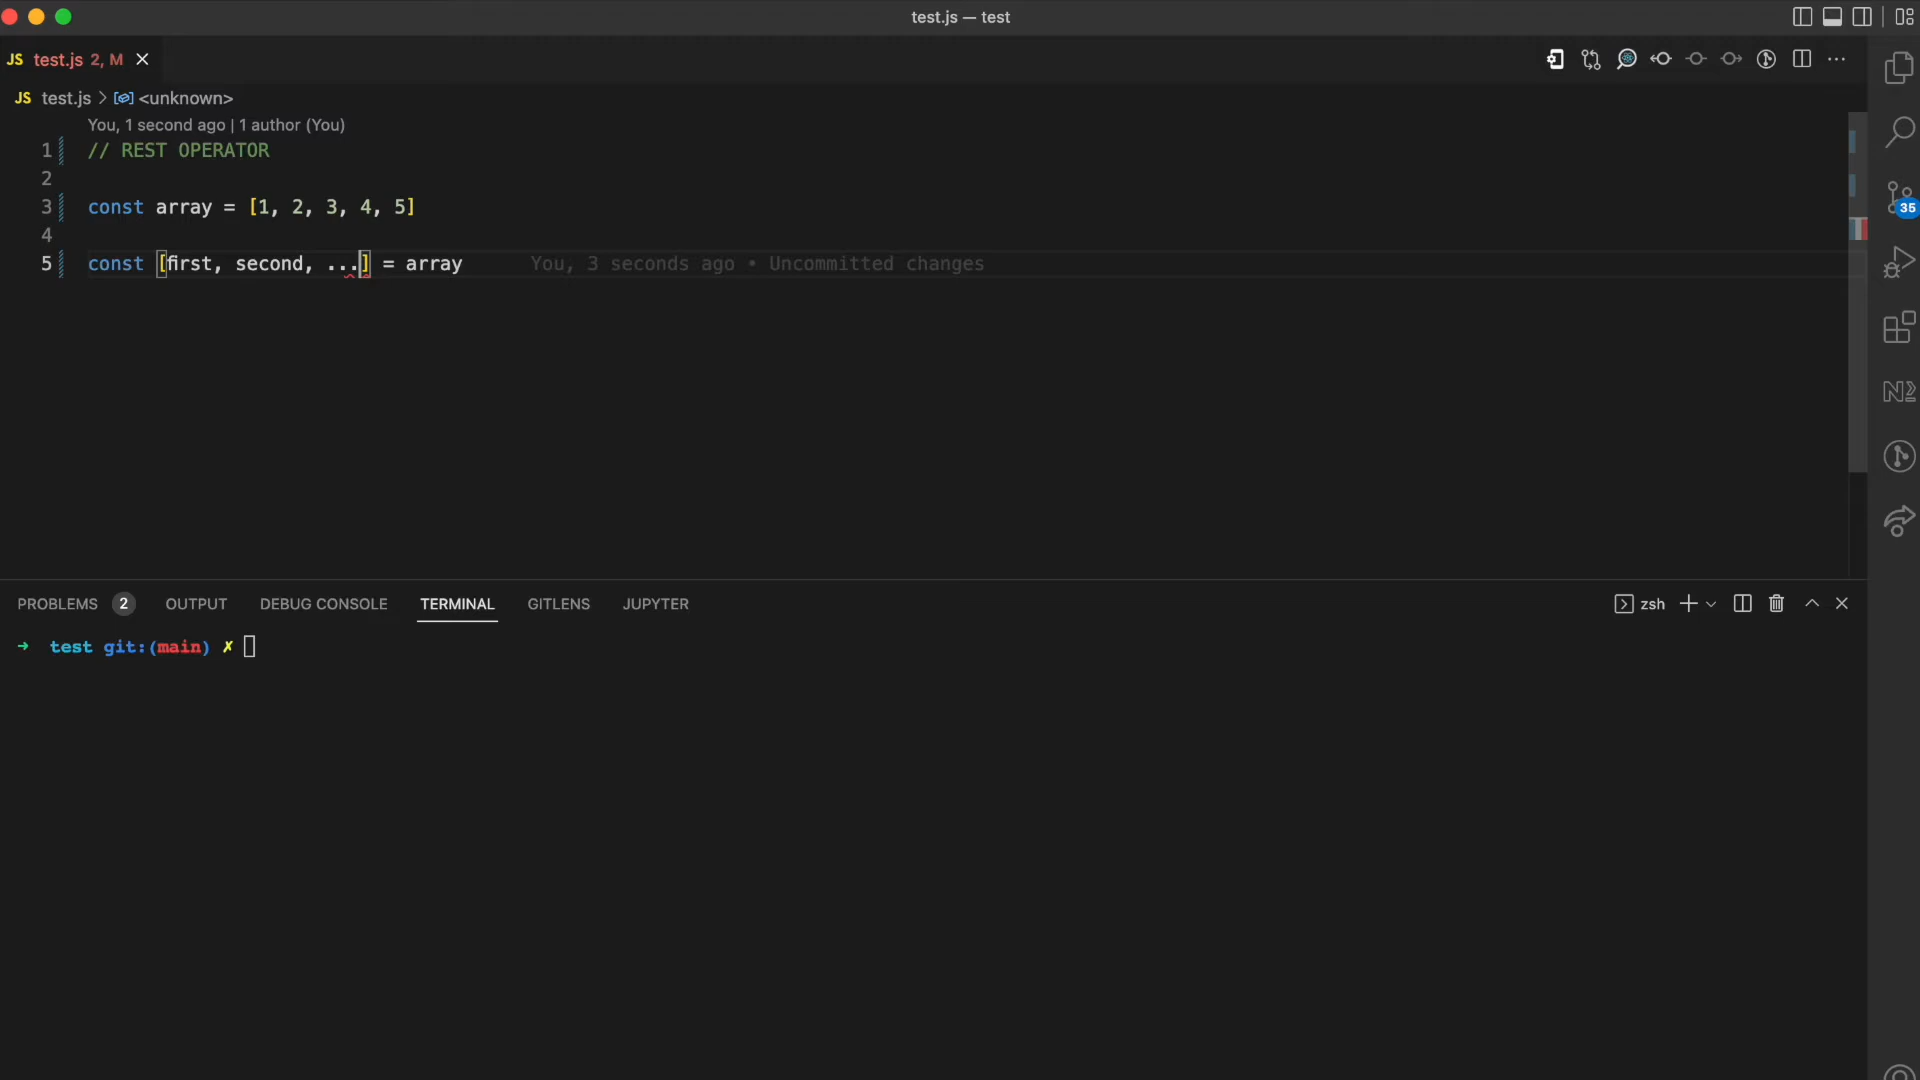 test.js — test
JS test.js 2, M
JS test.js > <unknown>
You, 1 second ago | 1 author (You)
1 // REST OPERATOR
2
3 const array = [1, 2, 3, 4, 5]
4
5 const [first, second, ...] = array You, 3 seconds ago • Uncommitted changes
35
PROBLEMS 2 OUTPUT DEBUG CONSOLE TERMINAL GITLENS JUPYTER zsh
→ test git:(main) ✗